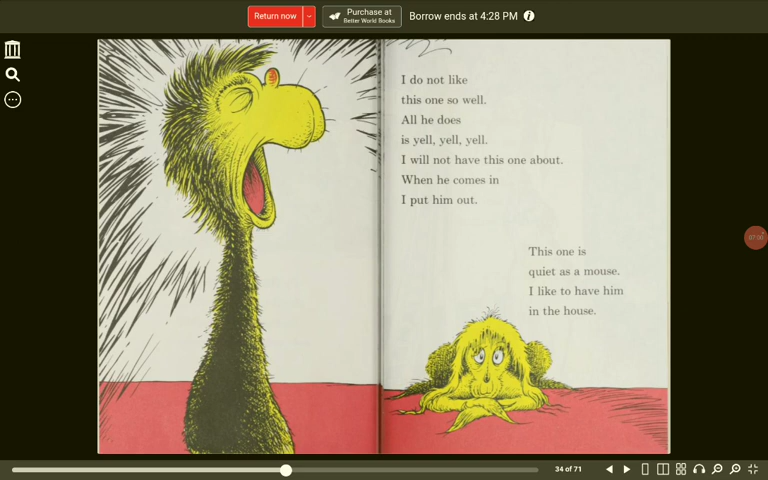 Return now
Purchase at
Better World Books
Borrow ends at 4:28 PM
I do not like
this one so well.
All he does
is yell, yell, yell.
I will not have this one about.
When he comes in
I put him out.
This one is
quiet as a mouse.
I like to have him
in the house.
34 of 71